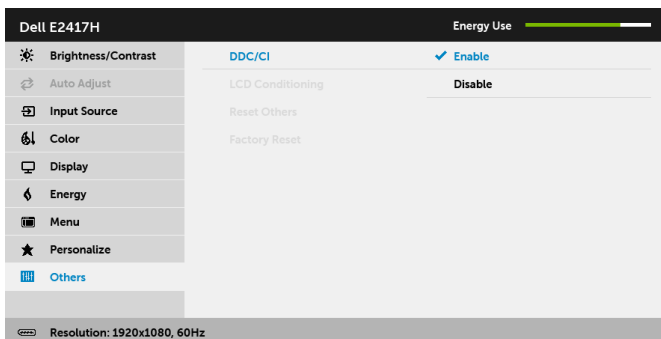 Dell E2417H
Energy Use
Brightness/Contrast
DDC/CI
Enable
Auto Adjust
LCD Conditioning
Disable
Input Source
Reset Others
Color
Factory Reset
Display
Energy
Menu
Personalize
Others
Resolution: 1920x1080, 60Hz